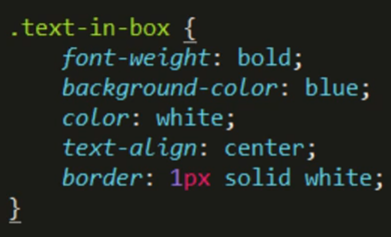 .text-in-box {
font-weight: bold;
background-color: blue;
color: white;
text-align: center;
border: 1px solid white;
}